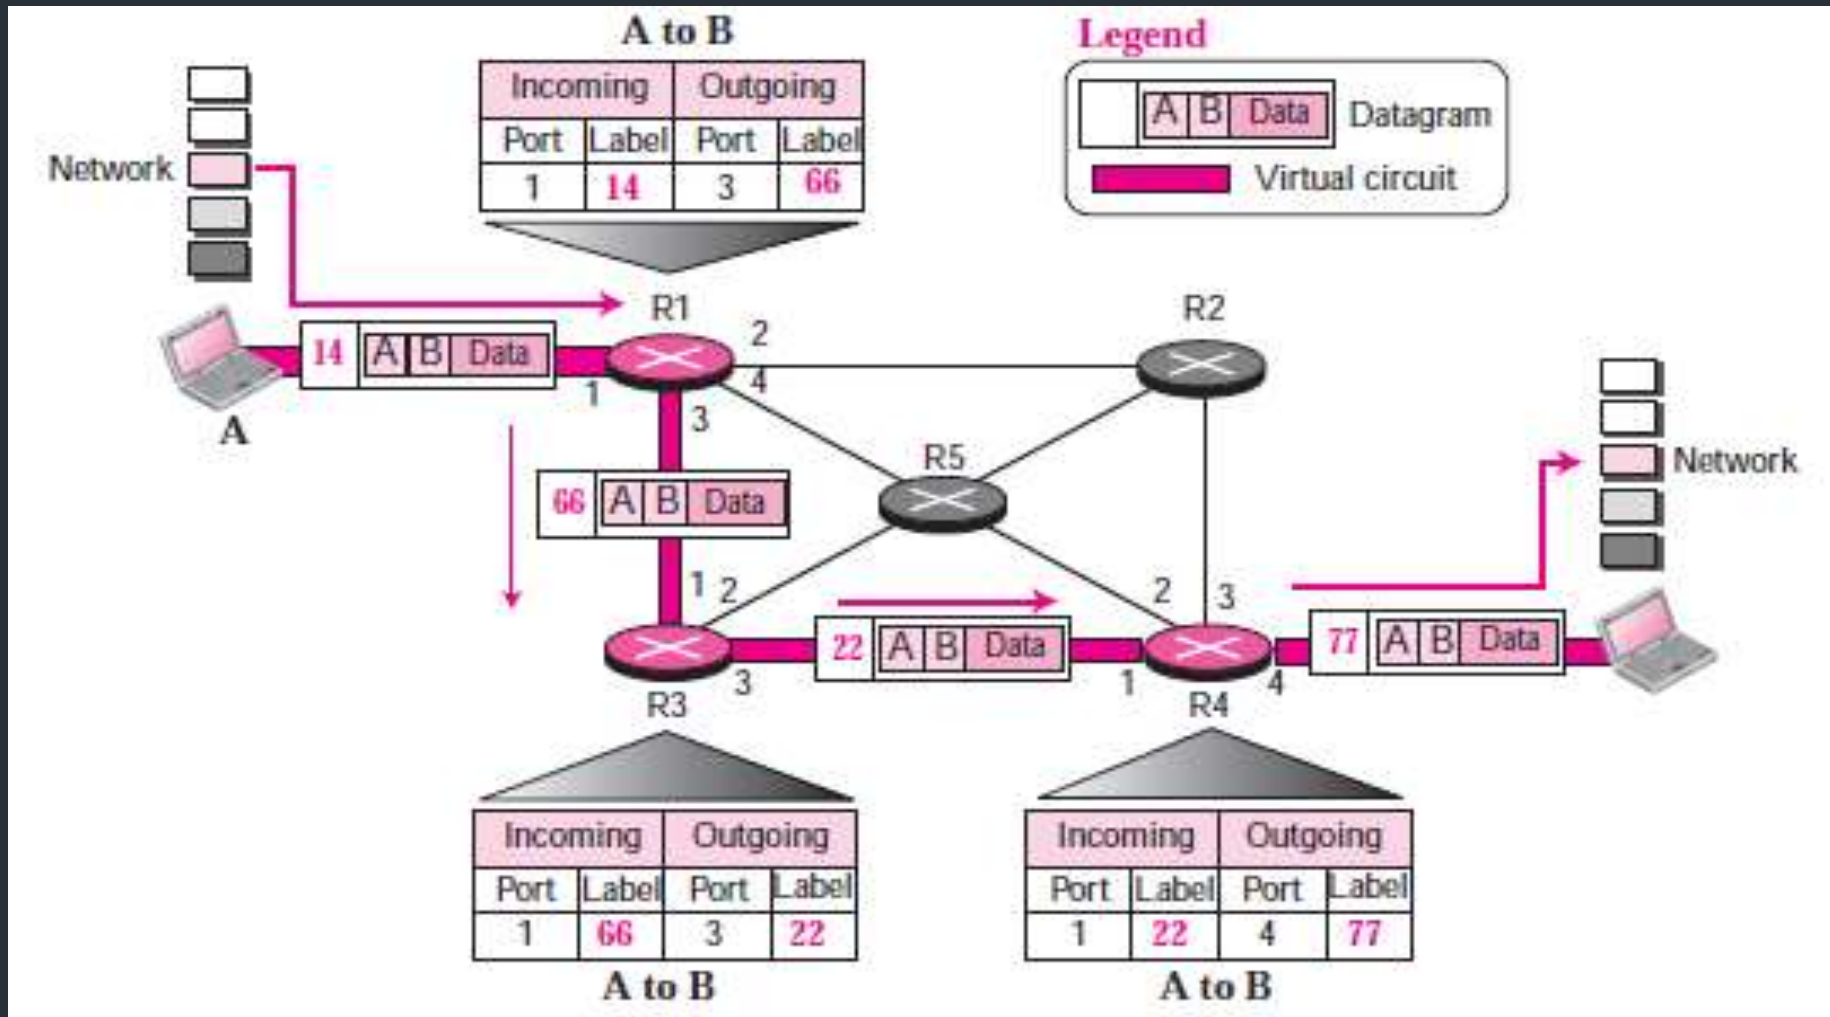 A to B
Incoming Outgoing
Port Label Port Label
1 14 3 66
Legend
A B Data Datagram
Virtual circuit
Network
R1
R2
14 A B Data
1
2
4
3
A
66 A B Data
R5
Network
1 2
3
R3
22 A B Data
2
3
1
4
R4
77 A B Data
Incoming Outgoing
Port Label Port Label
1 66 3 22
A to B
Incoming Outgoing
Port Label Port Label
1 22 4 77
A to B